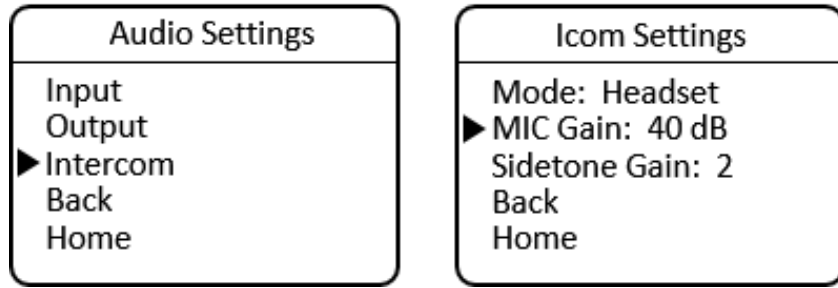 Audio Settings
Input
Output
Intercom
Back
Home
Icom Settings
Mode: Headset
MIC Gain: 40 dB
Sidetone Gain: 2
Back
Home